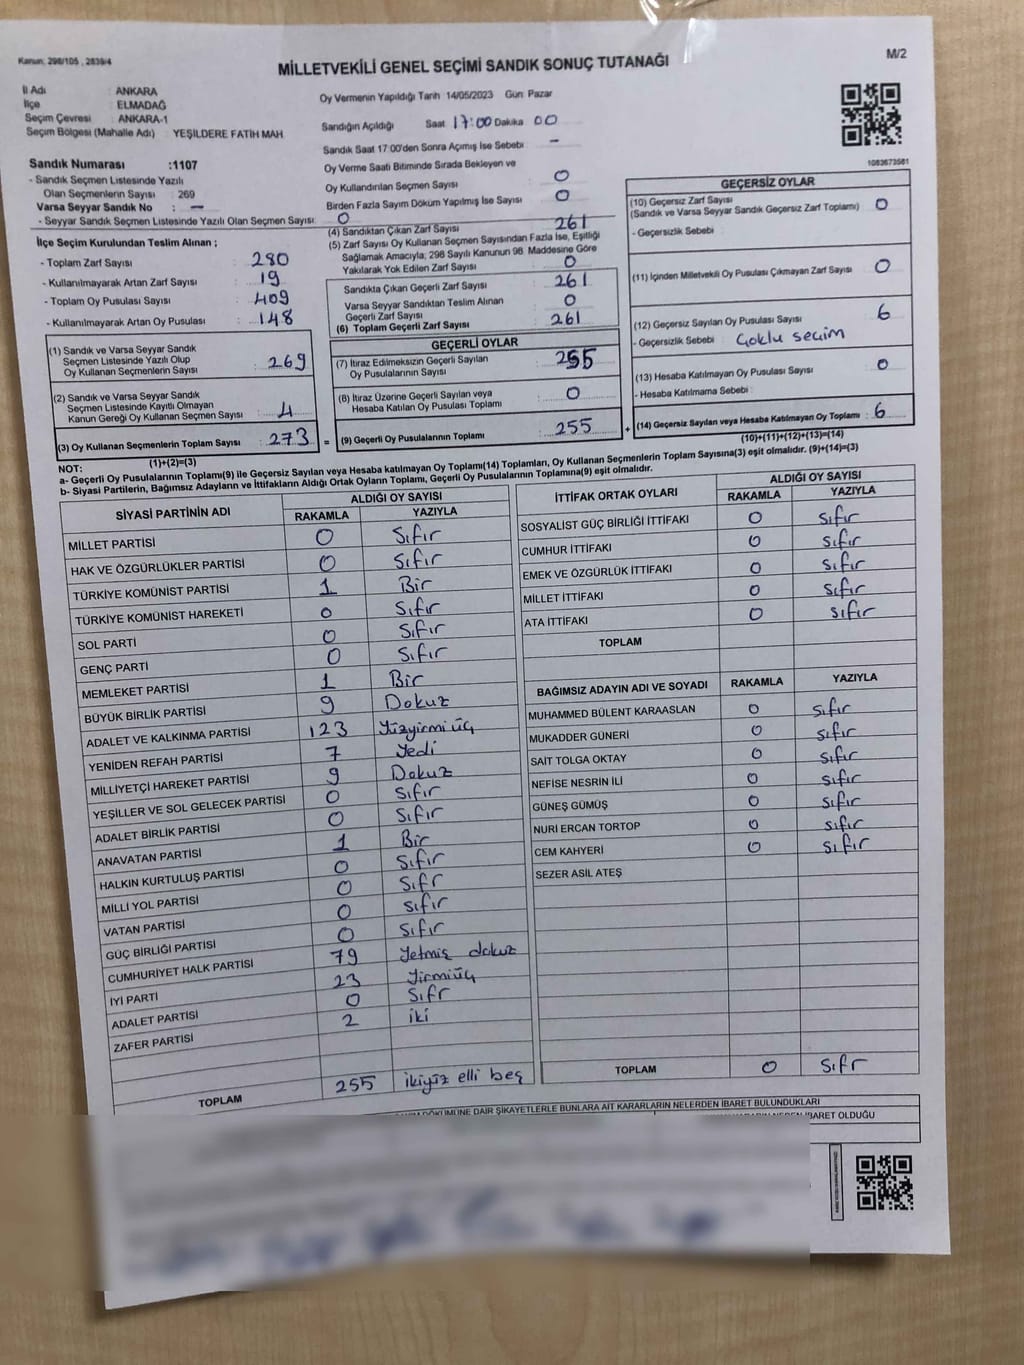 Kanun, 298/105 , 2839/4
M/2
MİLLETVEKİLİ GENEL SEÇİMİ SANDIK SONUÇ TUTANAĞI
İl Adı : ANKARA
İlçe : ELMADAĞ
Seçim Çevresi : ANKARA-1
Seçim Bölgesi (Mahalle Adı) : YEŞİLDERE FATİH MAH
Oy Vermenin Yapıldığı Tarih 14/05/2023 Gün Pazar
Sandığın Açıldığı Saat 17:00 Dakika 00
Sandık Saat 17:00'den Sonra Açımış İse Sebebi : -
Sandık Numarası :1107
- Sandık Seçmen Listesinde Yazılı
Olan Seçmenlerin Sayısı : 269
Varsa Seyyar Sandık No : -
- Seyyar Sandık Seçmen Listesinde Yazılı Olan Seçmen Sayısı: 0
Oy Verme Saati Bitiminde Sırada Bekleyen ve
Oy Kullandırılan Seçmen Sayısı 0
Birden Fazla Sayım Döküm Yapılmış İse Sayısı 0
1083673581
İlçe Seçim Kurulundan Teslim Alınan ;
- Toplam Zarf Sayısı : 280
- Kullanılmayarak Artan Zarf Sayısı : 19
- Toplam Oy Pusulası Sayısı : 409
- Kullanılmayarak Artan Oy Pusulası : 148
(4) Sandıktan Çıkan Zarf Sayısı 261
(5) Zarf Sayısı Oy Kullanan Seçmen Sayısından Fazla İse, Eşitliği
Sağlamak Amacıyla; 298 Sayılı Kanunun 98. Maddesine Göre
Yakılarak Yok Edilen Zarf Sayısı : 0
Sandıkta Çıkan Geçerli Zarf Sayısı : 261
Varsa Seyyar Sandıktan Teslim Alınan
Geçerli Zarf Sayısı : 0
(6) Toplam Geçerli Zarf Sayısı : 261
GEÇERSİZ OYLAR
(10) Geçersiz Zarf Sayısı
(Sandık ve Varsa Seyyar Sandık Geçersiz Zarf Toplamı) : 0
- Geçersizlik Sebebi :
(11) İçinden Milletvekili Oy Pusulası Çıkmayan Zarf Sayısı : 0
(12) Geçersiz Sayılan Oy Pusulası Sayısı : 6
- Geçersizlik Sebebi : Çoklu seçim
(13) Hesaba Katılmayan Oy Pusulası Sayısı : 0
- Hesaba Katılmama Sebebi :
(14) Geçersiz Sayılan veya Hesaba Katılmayan Oy Toplamı : 6
(10)+(11)+(12)+(13)=(14)
(1) Sandık ve Varsa Seyyar Sandık
Seçmen Listesinde Yazılı Olup
Oy Kullanan Seçmenlerin Sayısı : 269
(2) Sandık ve Varsa Seyyar Sandık
Seçmen Listesinde Kayıtlı Olmayan
Kanun Gereği Oy Kullanan Seçmen Sayısı : 4
(3) Oy Kullanan Seçmenlerin Toplam Sayısı : 273 =
(1)+(2)=(3)
GEÇERLİ OYLAR
(7) İtiraz Edilmeksizin Geçerli Sayılan
Oy Pusulalarının Sayısı : 255
(8) İtiraz Üzerine Geçerli Sayılan veya
Hesaba Katılan Oy Pusulası Toplamı : 0
(9) Geçerli Oy Pusulalarının Toplamı : 255 +
NOT:
a- Geçerli Oy Pusulalarının Toplamı(9) ile Geçersiz Sayılan veya Hesaba katılmayan Oy Toplamı(14) Toplamları, Oy Kullanan Seçmenlerin Toplam Sayısına(3) eşit olmalıdır. (9)+(14)=(3)
b- Siyasi Partilerin, Bağımsız Adayların ve İttifakların Aldığı Ortak Oyların Toplamı, Geçerli Oy Pusulalarının Toplamına(9) eşit olmalıdır.
SİYASİ PARTİNİN ADI ALDIĞI OY SAYISI
RAKAMLA YAZIYLA
MİLLET PARTİSİ 0 Sıfır
HAK VE ÖZGÜRLÜKLER PARTİSİ 0 Sıfır
TÜRKİYE KOMÜNİST PARTİSİ 1 Bir
TÜRKİYE KOMÜNİST HAREKETİ 0 Sıfır
SOL PARTİ 0 Sıfır
GENÇ PARTİ 0 Sıfır
MEMLEKET PARTİSİ 1 Bir
BÜYÜK BİRLİK PARTİSİ 9 Dokuz
ADALET VE KALKINMA PARTİSİ 123 Yüzyirmiüç
YENİDEN REFAH PARTİSİ 7 Yedi
MİLLİYETÇİ HAREKET PARTİSİ 9 Dokuz
YEŞİLLER VE SOL GELECEK PARTİSİ 0 Sıfır
ADALET BİRLİK PARTİSİ 0 Sıfır
ANAVATAN PARTİSİ 1 Bir
HALKIN KURTULUŞ PARTİSİ 0 Sıfır
MİLLİ YOL PARTİSİ 0 Sıfr
VATAN PARTİSİ 0 sıfır
GÜÇ BİRLİĞİ PARTİSİ 0 Sıfır
CUMHURİYET HALK PARTİSİ 79 Yetmiş dokuz
İYİ PARTİ 23 Yirmiüç
ADALET PARTİSİ 0 Sıfr
ZAFER PARTİSİ 2 iki
TOPLAM 255 ikiyüz elli beş
İTTİFAK ORTAK OYLARI ALDIĞI OY SAYISI
RAKAMLA YAZIYLA
SOSYALİST GÜÇ BİRLİĞİ İTTİFAKI 0 sıfır
CUMHUR İTTİFAKI 0 sıfır
EMEK VE ÖZGÜRLÜK İTTİFAKI 0 sıfır
MİLLET İTTİFAKI 0 sıfır
ATA İTTİFAKI 0 sıfır
TOPLAM
BAĞIMSIZ ADAYIN ADI VE SOYADI RAKAMLA YAZIYLA
MUHAMMED BÜLENT KARAASLAN 0 sıfır
MUKADDER GÜNERİ 0 sıfır
SAİT TOLGA OKTAY 0 sıfır
NEFİSE NESRİN İLİ 0 sıfır
GÜNEŞ GÜMÜŞ 0 sıfır
NURİ ERCAN TORTOP 0 sıfır
CEM KAHYERİ 0 sıfır
SEZER ASİL ATEŞ
TOPLAM 0 sıfr
DÖKÜMÜNE DAİR ŞİKAYETLERLE BUNLARA AİT KARARLARIN NELERDEN İBARET BULUNDUKLARI
İBARET OLDUĞU